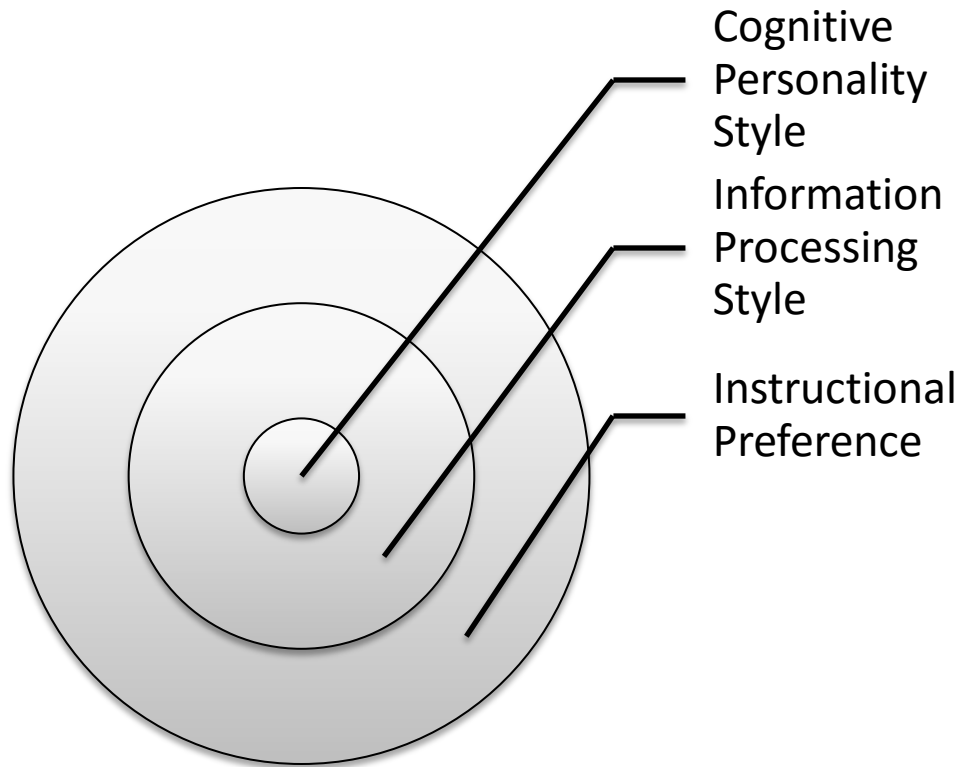 Cognitive
Personality
Style
Information
Processing
Style
Instructional
Preference